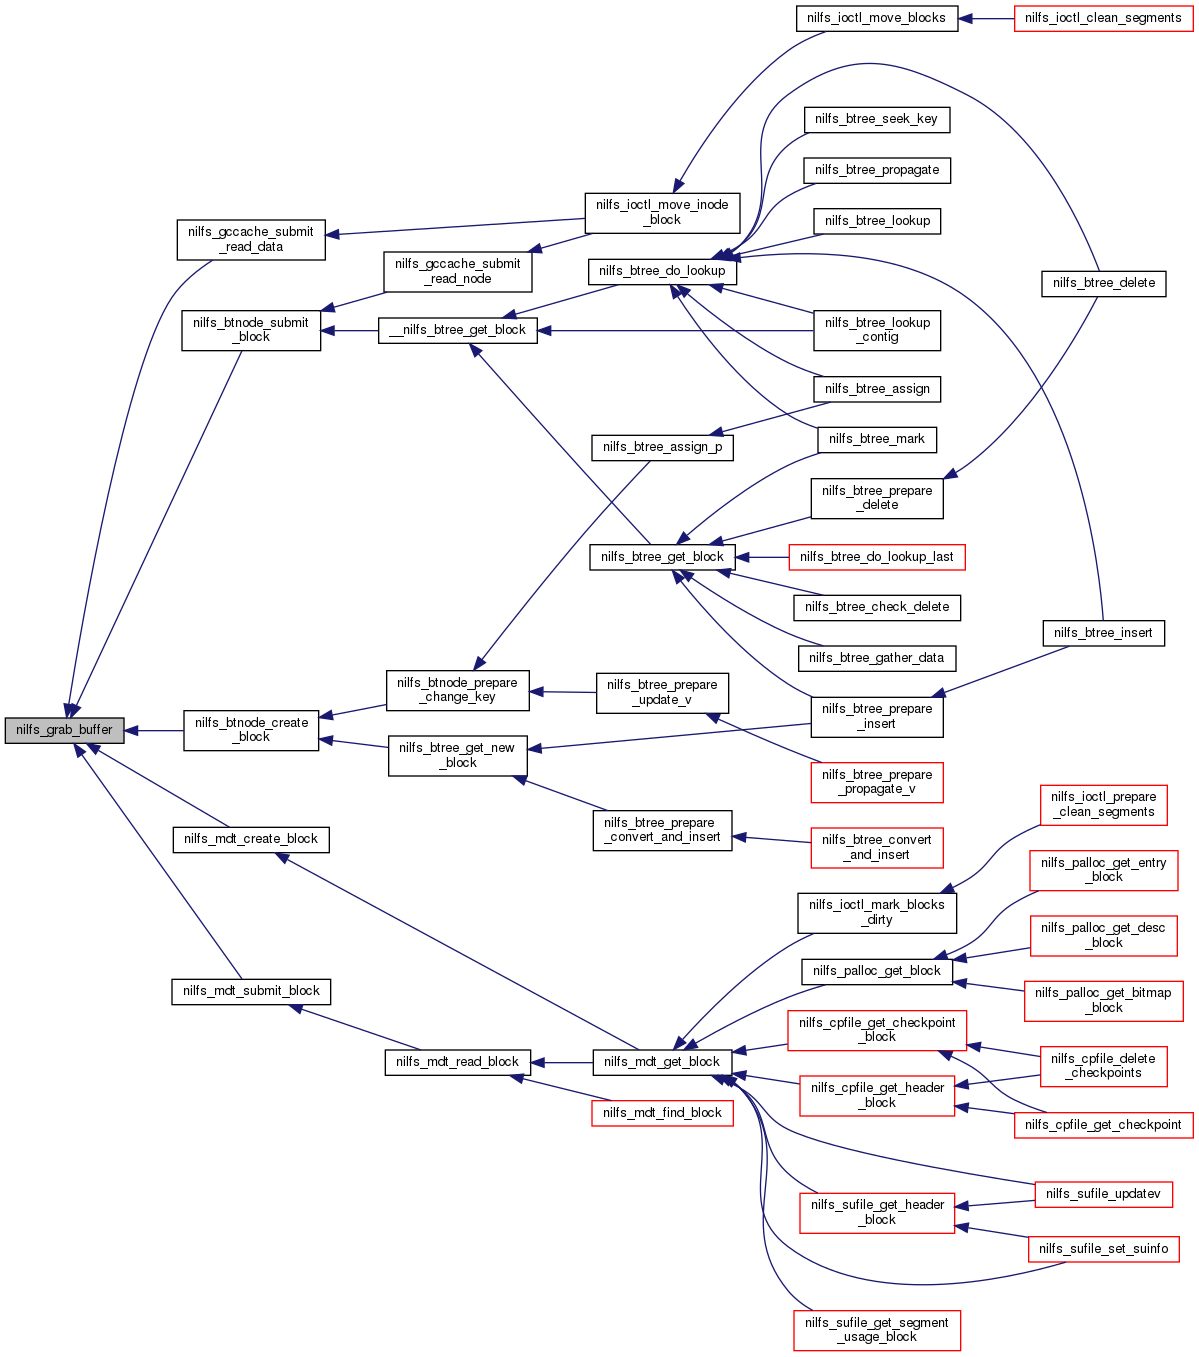 nilfs_ioctl_move_blocks
nilfs_ioctl_clean_segments
nilfs_btree_seek_key
nilfs_btree_propagate
nilfs_ioctl_move_inode
_block
nilfs_btree_lookup
nilfs_gccache_submit
_read_data
nilfs_gccache_submit
_read_node
nilfs_btree_do_lookup
nilfs_btree_delete
nilfs_btnode_submit
_block
__nilfs_btree_get_block
nilfs_btree_lookup
_contig
nilfs_btree_assign
nilfs_btree_assign_p
nilfs_btree_mark
nilfs_btree_prepare
_delete
nilfs_btree_get_block
nilfs_btree_do_lookup_last
nilfs_btree_check_delete
nilfs_btree_insert
nilfs_btree_gather_data
nilfs_btnode_prepare
_change_key
nilfs_btree_prepare
_update_v
nilfs_btree_prepare
_insert
nilfs_grab_buffer
nilfs_btnode_create
_block
nilfs_btree_get_new
_block
nilfs_btree_prepare
_propagate_v
nilfs_ioctl_prepare
_clean_segments
nilfs_mdt_create_block
nilfs_btree_prepare
_convert_and_insert
nilfs_btree_convert
_and_insert
nilfs_palloc_get_entry
_block
nilfs_ioctl_mark_blocks
_dirty
nilfs_palloc_get_desc
_block
nilfs_palloc_get_block
nilfs_mdt_submit_block
nilfs_palloc_get_bitmap
_block
nilfs_cpfile_get_checkpoint
_block
nilfs_mdt_read_block
nilfs_mdt_get_block
nilfs_cpfile_delete
_checkpoints
nilfs_cpfile_get_header
_block
nilfs_mdt_find_block
nilfs_cpfile_get_checkpoint
nilfs_sufile_updatev
nilfs_sufile_get_header
_block
nilfs_sufile_set_suinfo
nilfs_sufile_get_segment
_usage_block